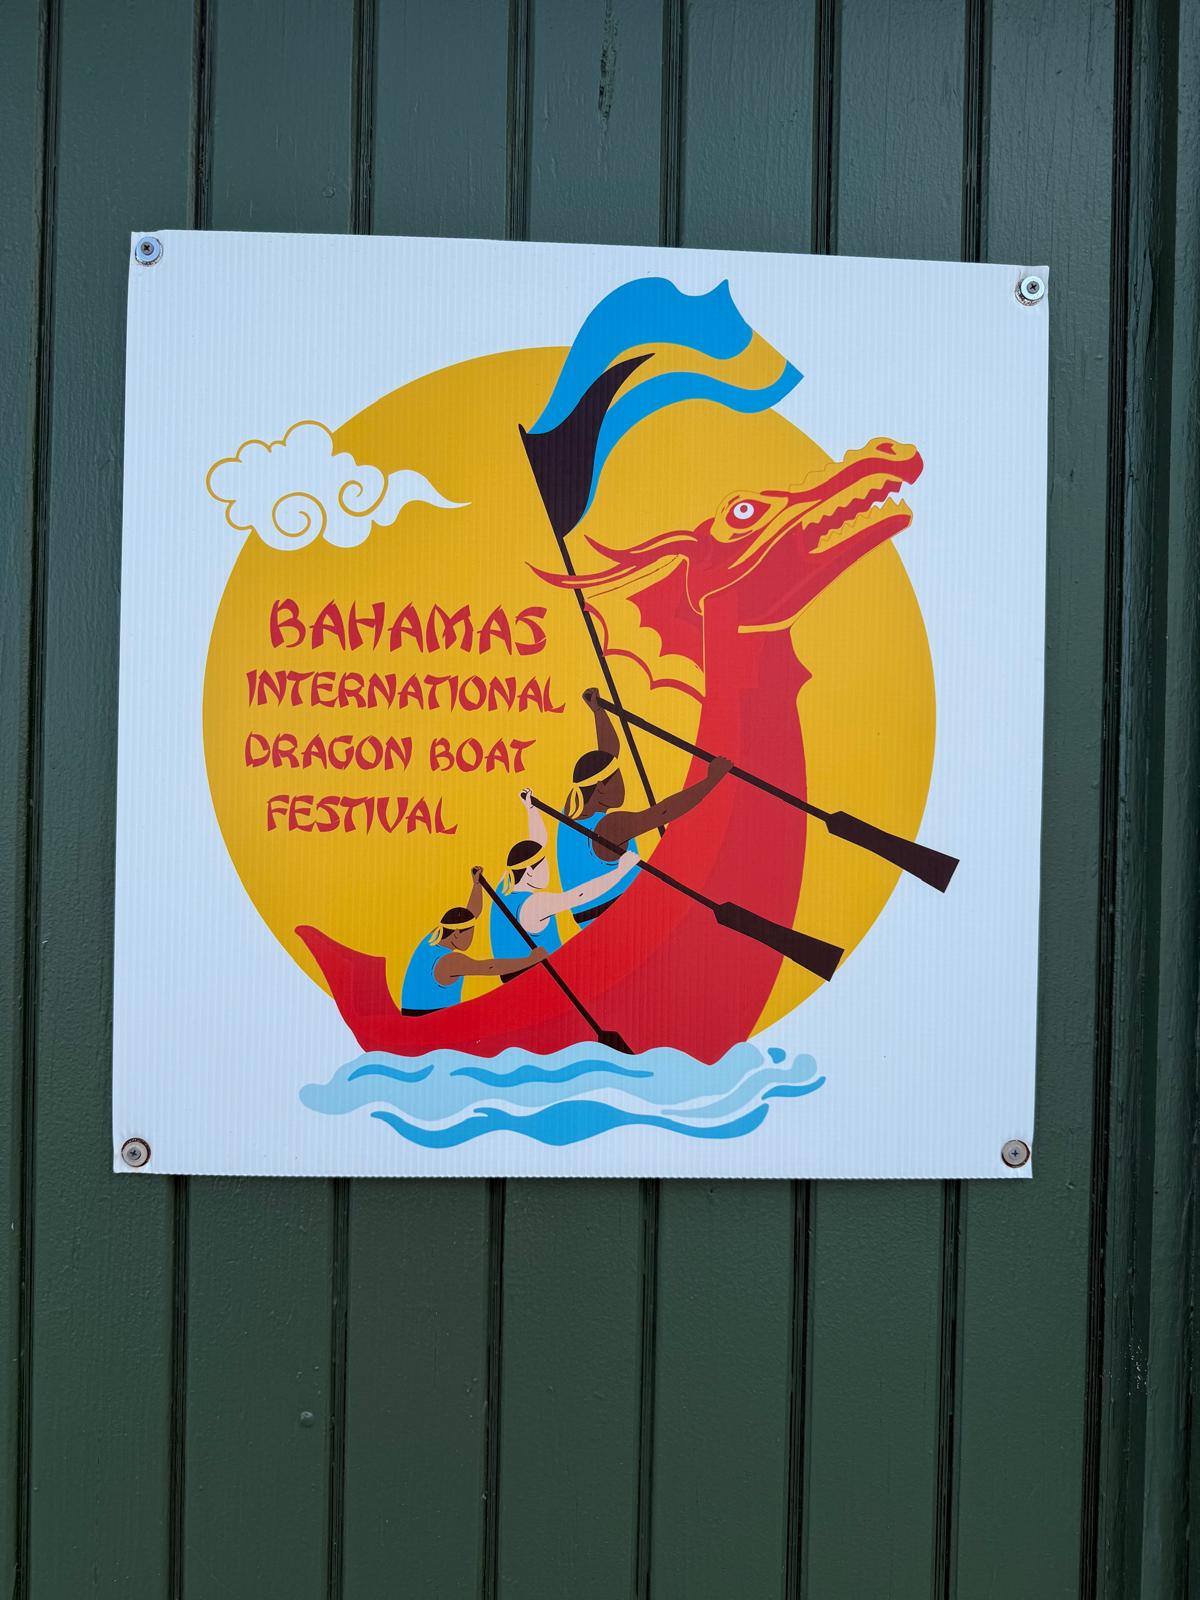 BAHAMAS
INTERNATIONAL
DRAGON BOAT
FESTIVAL